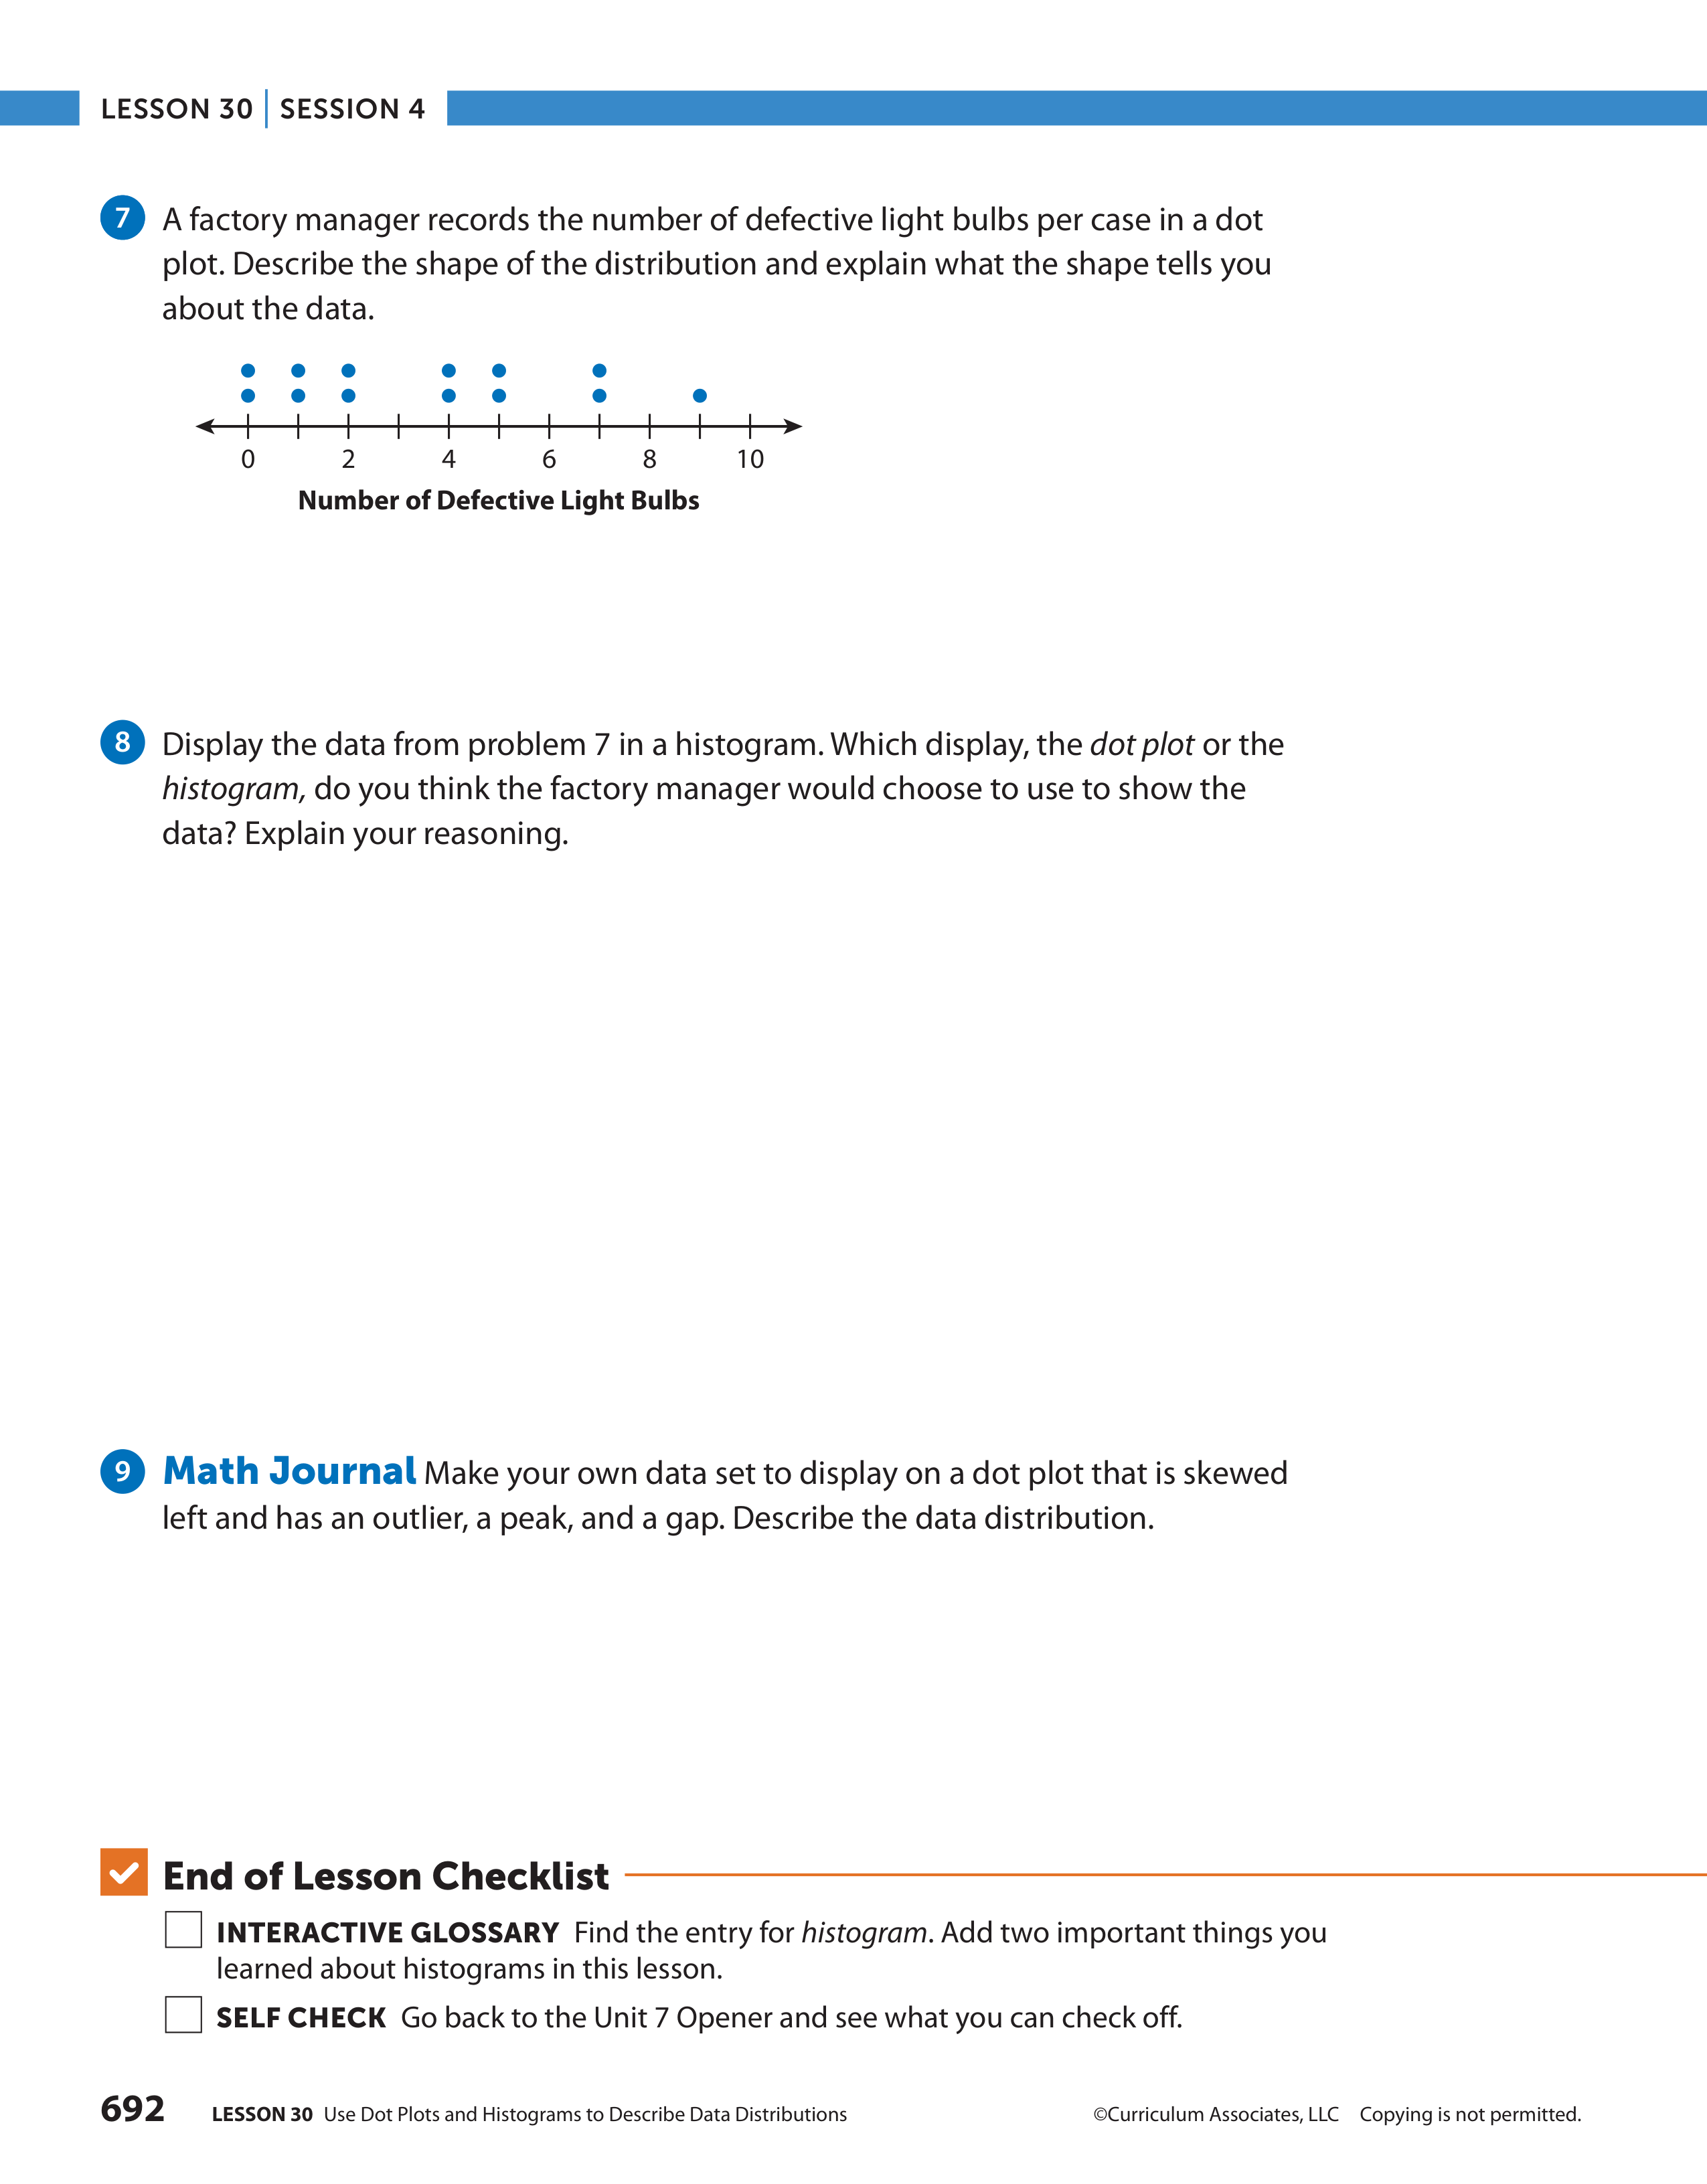 LESSON 30 | SESSION 4
7 A factory manager records the number of defective light bulbs per case in a dot
plot. Describe the shape of the distribution and explain what the shape tells you
about the data.
0 2 4 6 8 10
Number of Defective Light Bulbs
8 Display the data from problem 7 in a histogram. Which display, the dot plot or the
histogram, do you think the factory manager would choose to use to show the
data? Explain your reasoning.
9 Math Journal Make your own data set to display on a dot plot that is skewed
left and has an outlier, a peak, and a gap. Describe the data distribution.
End of Lesson Checklist
INTERACTIVE GLOSSARY Find the entry for histogram. Add two important things you
learned about histograms in this lesson.
SELF CHECK Go back to the Unit 7 Opener and see what you can check off.
692 LESSON 30 Use Dot Plots and Histograms to Describe Data Distributions ©Curriculum Associates, LLC Copying is not permitted.